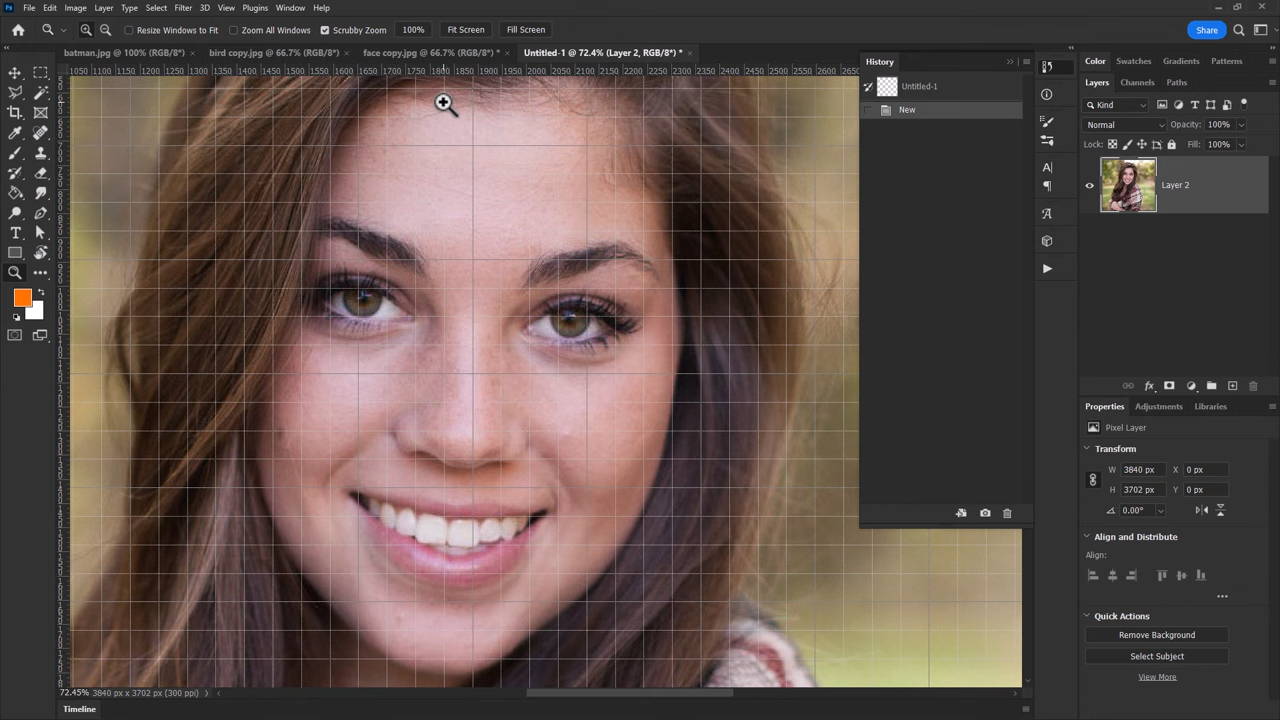 Ps File Edit Image Layer Type Select Filter 3D View Plugins Window Help
Resize Windows to Fit Zoom All Windows Scrubby Zoom 100% Fit Screen Fill Screen Share
batman.jpg @ 100% (RGB/8*) × bird copy.jpg @ 66.7% (RGB/8*) × face copy.jpg @ 66.7% (RGB/8*) * × Untitled-1 @ 72.4% (Layer 2, RGB/8*) * ×
1050 1100 1150 1200 1250 1300 1350 1400 1450 1500 1550 1600 1650 1700 1750 1800 1850 1900 1950 2000 2050 2100 2150 2200 2250 2300 2350 2400 2450 2500 2550 2600 2650
History
Untitled-1
New
Color Swatches Gradients Patterns
Layers Channels Paths
Kind
Normal Opacity: 100%
Lock: Fill: 100%
Layer 2
Properties Adjustments Libraries
Pixel Layer
Transform
W 3840 px X 0 px
H 3702 px Y 0 px
0.00°
Align and Distribute
Align:
Quick Actions
Remove Background
Select Subject
View More
72.45% 3840 px x 3702 px (300 ppi)
Timeline